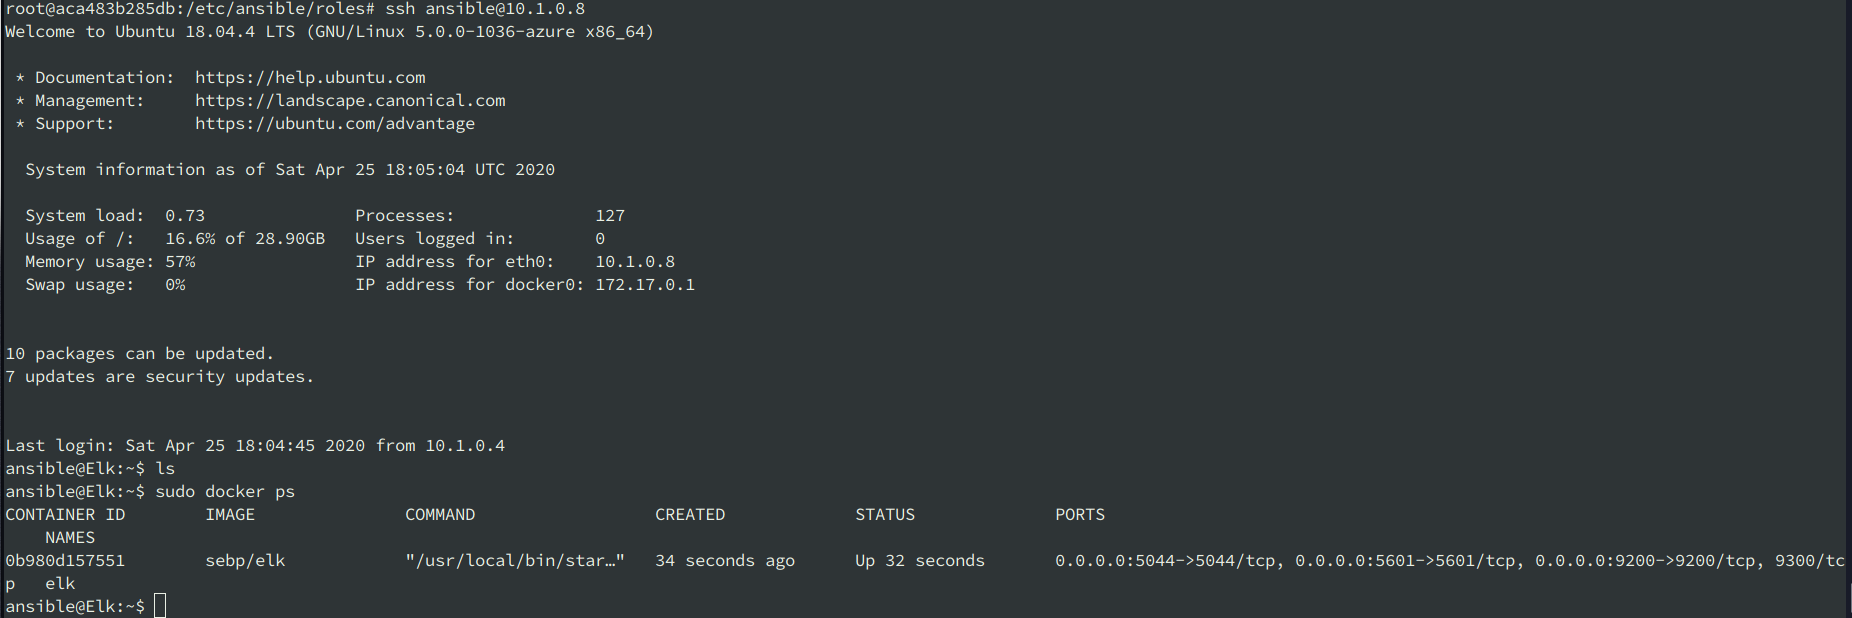 root@aca483b285db:/etc/ansible/roles# ssh ansible@10.1.0.8
Welcome to Ubuntu 18.04.4 LTS (GNU/Linux 5.0.0-1036-azure x86_64)
 * Documentation:  https://help.ubuntu.com
 * Management:     https://landscape.canonical.com
 * Support:        https://ubuntu.com/advantage
  System information as of Sat Apr 25 18:05:04 UTC 2020
  System load:  0.73               Processes:              127
  Usage of /:   16.6% of 28.90GB   Users logged in:        0
  Memory usage: 57%                IP address for eth0:    10.1.0.8
  Swap usage:   0%                 IP address for docker0: 172.17.0.1
10 packages can be updated.
7 updates are security updates.
Last login: Sat Apr 25 18:04:45 2020 from 10.1.0.4
ansible@Elk:~$ ls
ansible@Elk:~$ sudo docker ps
CONTAINER ID        IMAGE               COMMAND                  CREATED             STATUS              PORTS
    NAMES
0b980d157551        sebp/elk            "/usr/local/bin/star…"   34 seconds ago      Up 32 seconds       0.0.0.0:5044->5044/tcp, 0.0.0.0:5601->5601/tcp, 0.0.0.0:9200->9200/tcp, 9300/tc
p   elk
ansible@Elk:~$